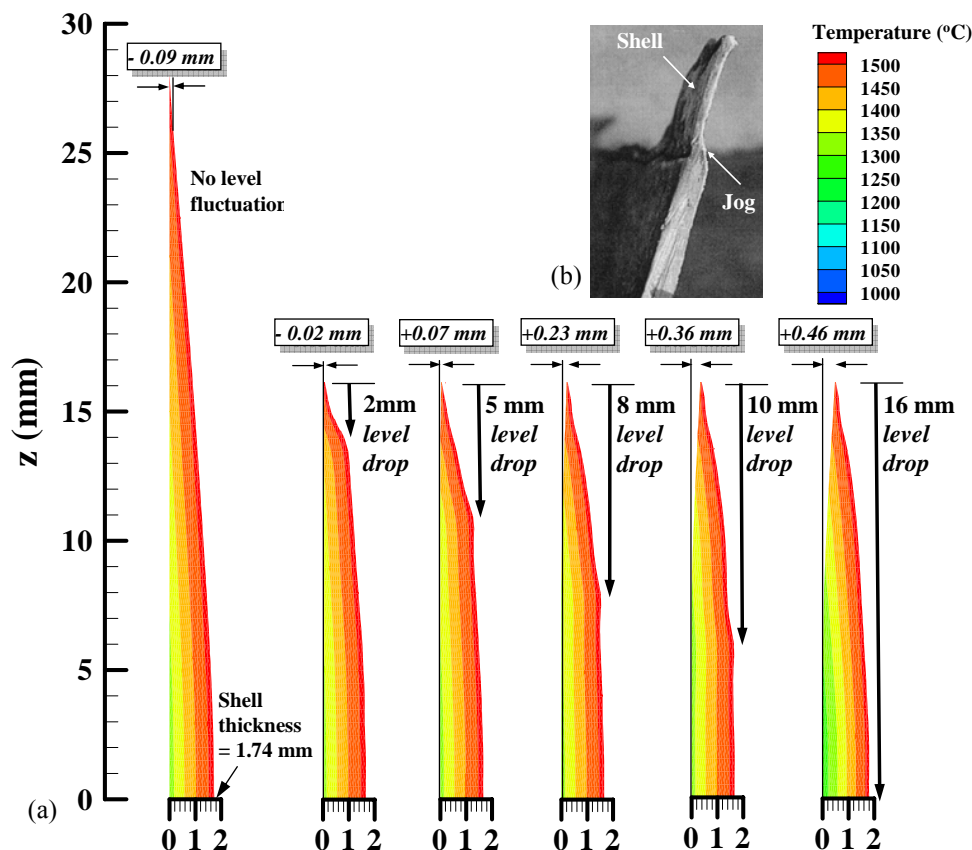 30
25
20
15
10
5
0
z (mm)
- 0.09 mm
No level
fluctuation
Shell
thickness
= 1.74 mm
(a)
0 1 2
Shell
Jog
(b)
Temperature (°C)
1500
1450
1400
1350
1300
1250
1200
1150
1100
1050
1000
- 0.02 mm
2mm
level
drop
0 1 2
+0.07 mm
5 mm
level
drop
0 1 2
+0.23 mm
8 mm
level
drop
0 1 2
+0.36 mm
10 mm
level
drop
0 1 2
+0.46 mm
16 mm
level
drop
0 1 2